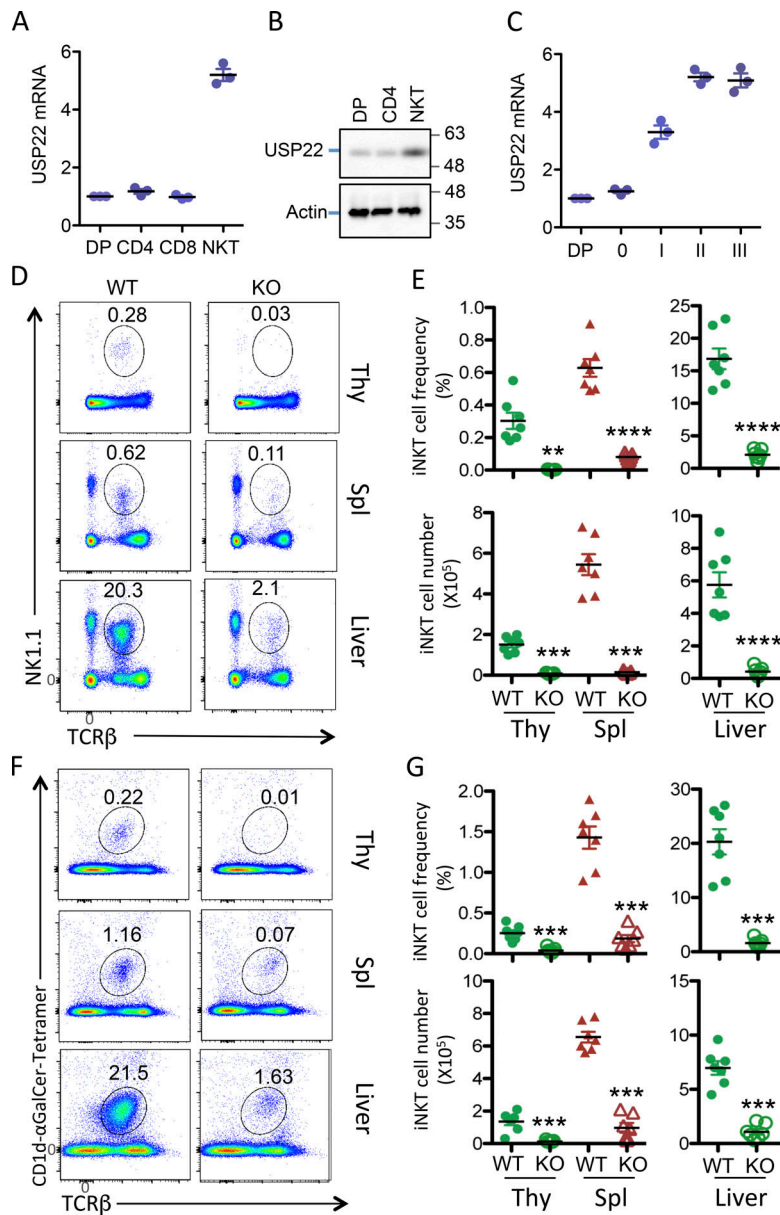 A
USP22 mRNA
6
4
2
0
DP CD4 CD8 NKT
B
DP
CD4
NKT
USP22
63
48
Actin
48
35
C
USP22 mRNA
6
4
2
0
DP 0 I II III
D
WT KO
0.28 0.03
Thy
0.62 0.11
Spl
20.3 2.1
Liver
NK1.1
0
0
TCRβ
E
iNKT cell frequency
(%)
1.0
0.8
0.6
0.4
0.2
0
** ****
25
20
15
10
5
0
****
iNKT cell number
(X10⁵)
8
6
4
2
0
*** ***
10
8
6
4
2
0
****
WT KO WT KO WT KO
Thy Spl Liver
F
0.22 0.01
Thy
1.16 0.07
Spl
21.5 1.63
Liver
CD1d-αGalCer-Tetramer
0
0
TCRβ
G
iNKT cell frequency
(%)
2.0
1.5
1.0
0.5
0.0
*** ***
30
20
10
0
***
iNKT cell number
(X10⁵)
10
8
6
4
2
0
*** ***
15
10
5
0
***
WT KO WT KO WT KO
Thy Spl Liver